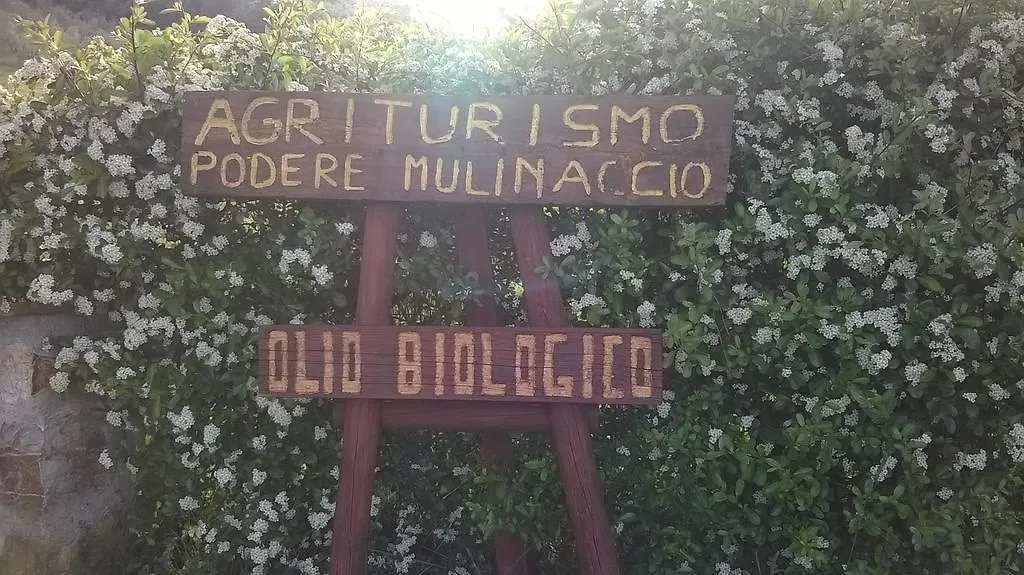 AGRITURISMO
PODERE MULINACCIO
OLIO BIOLOGICO